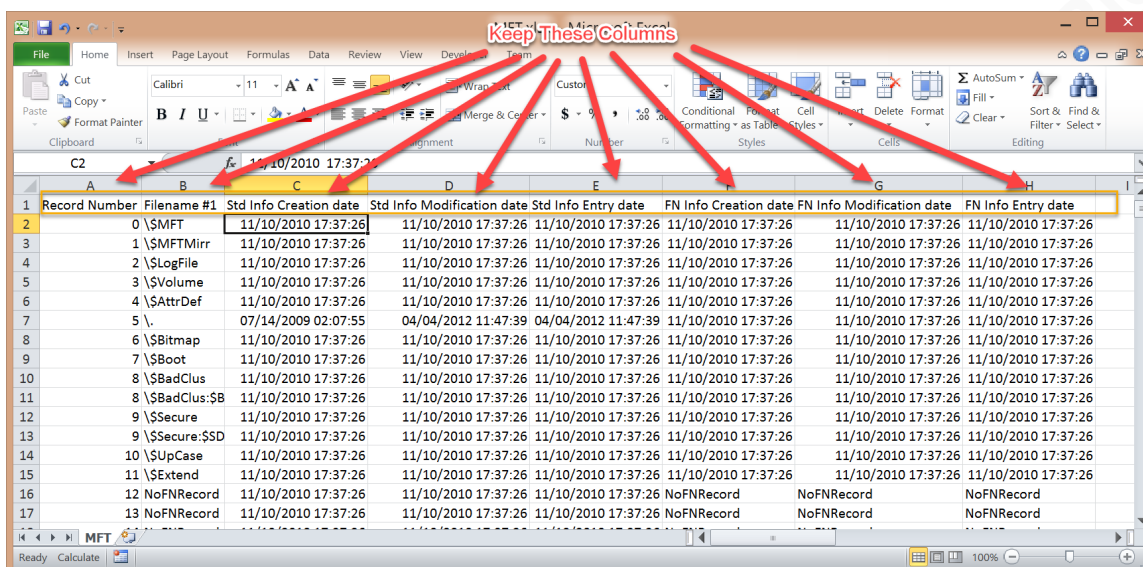 Keep These Columns
File Home Insert Page Layout Formulas Data Review View Developer Team
Cut
Copy
Format Painter
Paste
Calibri 11
Wrap Text
Merge & Center
Custom
Conditional Formatting
Format as Table
Cell Styles
Insert Delete Format
AutoSum
Fill
Clear
Sort & Filter
Find & Select
Clipboard Font Alignment Number Styles Cells Editing
C2 fx 11/10/2010 17:37:26
A B C D E F G H I
1 Record Number Filename #1 Std Info Creation date Std Info Modification date Std Info Entry date FN Info Creation date FN Info Modification date FN Info Entry date
2 0 \$MFT 11/10/2010 17:37:26 11/10/2010 17:37:26 11/10/2010 17:37:26 11/10/2010 17:37:26 11/10/2010 17:37:26 11/10/2010 17:37:26
3 1 \$MFTMirr 11/10/2010 17:37:26 11/10/2010 17:37:26 11/10/2010 17:37:26 11/10/2010 17:37:26 11/10/2010 17:37:26 11/10/2010 17:37:26
4 2 \$LogFile 11/10/2010 17:37:26 11/10/2010 17:37:26 11/10/2010 17:37:26 11/10/2010 17:37:26 11/10/2010 17:37:26 11/10/2010 17:37:26
5 3 \$Volume 11/10/2010 17:37:26 11/10/2010 17:37:26 11/10/2010 17:37:26 11/10/2010 17:37:26 11/10/2010 17:37:26 11/10/2010 17:37:26
6 4 \$AttrDef 11/10/2010 17:37:26 11/10/2010 17:37:26 11/10/2010 17:37:26 11/10/2010 17:37:26 11/10/2010 17:37:26 11/10/2010 17:37:26
7 5 \. 07/14/2009 02:07:55 04/04/2012 11:47:39 04/04/2012 11:47:39 11/10/2010 17:37:26 11/10/2010 17:37:26 11/10/2010 17:37:26
8 6 \$Bitmap 11/10/2010 17:37:26 11/10/2010 17:37:26 11/10/2010 17:37:26 11/10/2010 17:37:26 11/10/2010 17:37:26 11/10/2010 17:37:26
9 7 \$Boot 11/10/2010 17:37:26 11/10/2010 17:37:26 11/10/2010 17:37:26 11/10/2010 17:37:26 11/10/2010 17:37:26 11/10/2010 17:37:26
10 8 \$BadClus 11/10/2010 17:37:26 11/10/2010 17:37:26 11/10/2010 17:37:26 11/10/2010 17:37:26 11/10/2010 17:37:26 11/10/2010 17:37:26
11 8 \$BadClus:$B 11/10/2010 17:37:26 11/10/2010 17:37:26 11/10/2010 17:37:26 11/10/2010 17:37:26 11/10/2010 17:37:26 11/10/2010 17:37:26
12 9 \$Secure 11/10/2010 17:37:26 11/10/2010 17:37:26 11/10/2010 17:37:26 11/10/2010 17:37:26 11/10/2010 17:37:26 11/10/2010 17:37:26
13 9 \$Secure:$SD 11/10/2010 17:37:26 11/10/2010 17:37:26 11/10/2010 17:37:26 11/10/2010 17:37:26 11/10/2010 17:37:26 11/10/2010 17:37:26
14 10 \$UpCase 11/10/2010 17:37:26 11/10/2010 17:37:26 11/10/2010 17:37:26 11/10/2010 17:37:26 11/10/2010 17:37:26 11/10/2010 17:37:26
15 11 \$Extend 11/10/2010 17:37:26 11/10/2010 17:37:26 11/10/2010 17:37:26 11/10/2010 17:37:26 11/10/2010 17:37:26 11/10/2010 17:37:26
16 12 NoFNRecord 11/10/2010 17:37:26 11/10/2010 17:37:26 11/10/2010 17:37:26 NoFNRecord NoFNRecord NoFNRecord
17 13 NoFNRecord 11/10/2010 17:37:26 11/10/2010 17:37:26 11/10/2010 17:37:26 NoFNRecord NoFNRecord NoFNRecord
MFT
Ready Calculate 100%